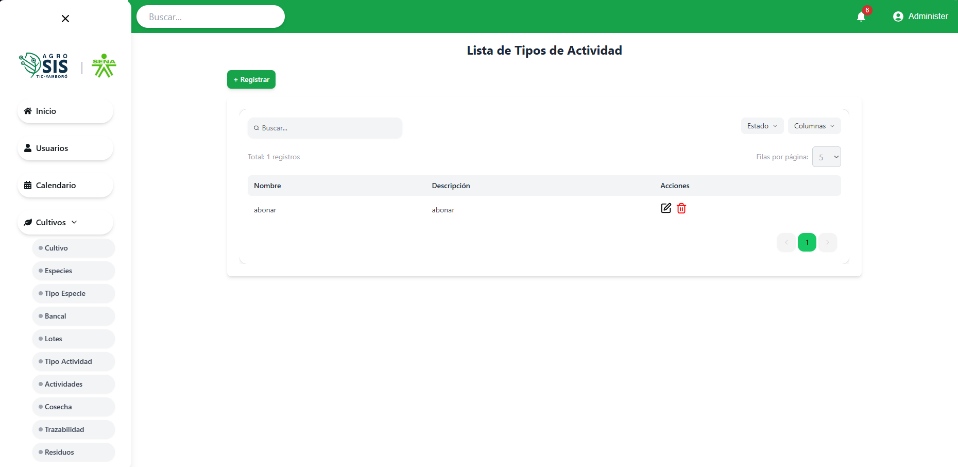 Buscar...
6
Administer
AGRO
SIS
TIC-YAMBORO
SENA
Inicio
Usuarios
Calendario
Cultivos
Cultivo
Especies
Tipo Especie
Bancal
Lotes
Tipo Actividad
Actividades
Cosecha
Trazabilidad
Residuos
Lista de Tipos de Actividad
+ Registrar
Buscar...
Estado
Columnas
Total: 1 registros
Filas por página: 5
Nombre Descripción Acciones
abonar abonar
1